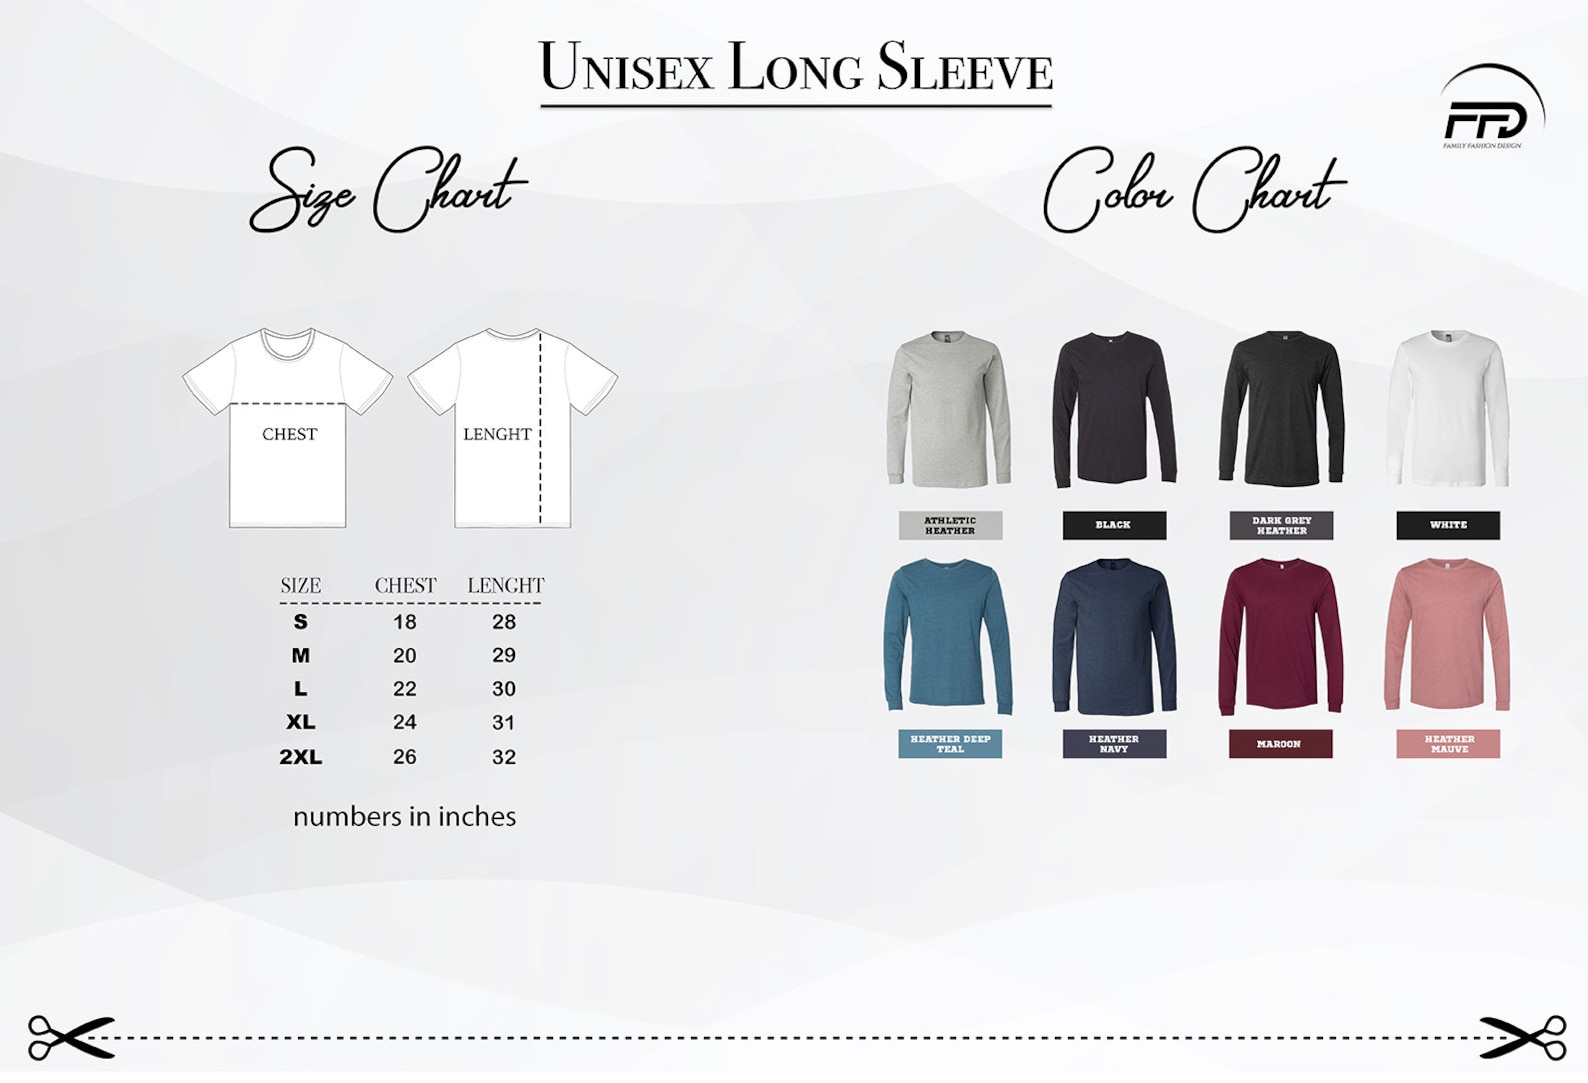 UNISEX LONG SLEEVE
FFD
FAMILY FASHION DESIGN
Size Chart
Color Chart
CHEST
LENGHT
SIZE CHEST LENGHT
S 18 28
M 20 29
L 22 30
XL 24 31
2XL 26 32
numbers in inches
ATHLETIC
HEATHER
BLACK
DARK GREY
HEATHER
WHITE
HEATHER DEEP
TEAL
HEATHER
NAVY
MAROON
HEATHER
MAUVE